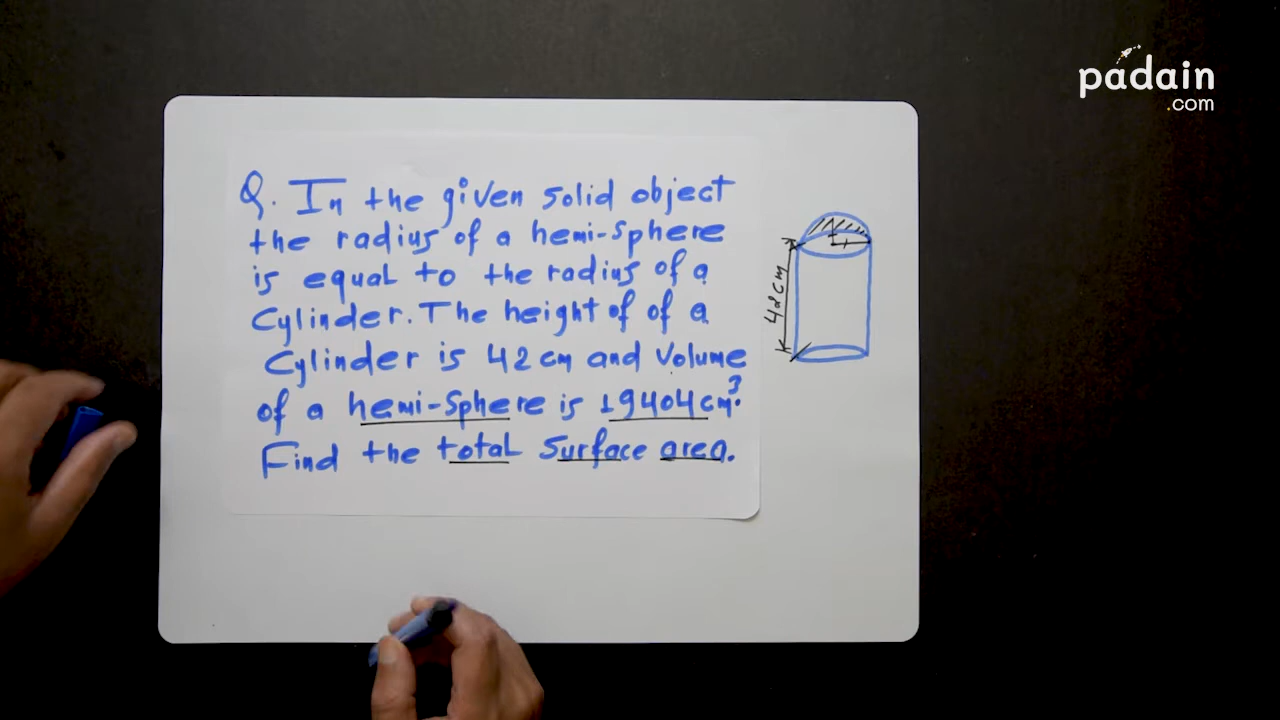 padain
.com
Q. In the given solid object
the radius of a hemi-sphere
is equal to the radius of a
Cylinder. The height of of a
Cylinder is 42 cm and volume
of a hemi-sphere is 19404 cm³.
Find the total surface area.
42cm